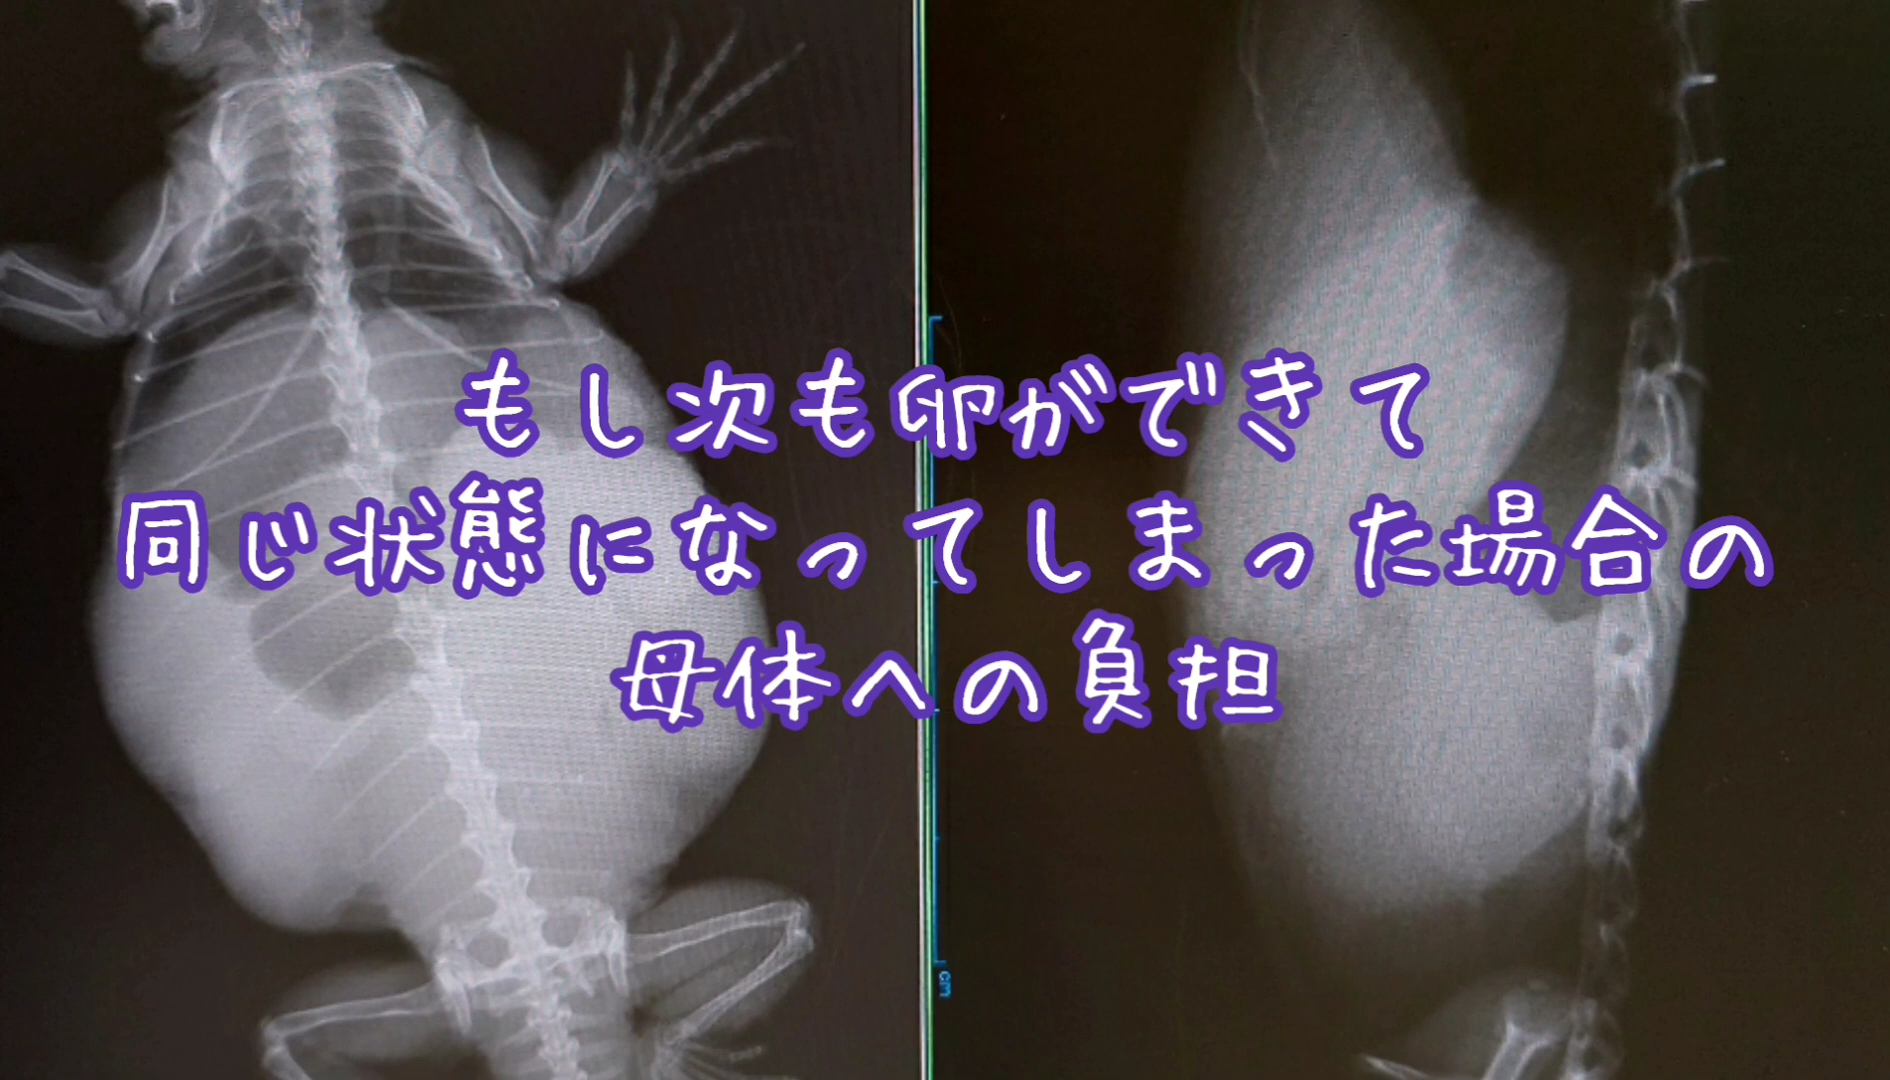 もし次も卵ができて
同じ状態になってしまった場合の
母体への負担
cm